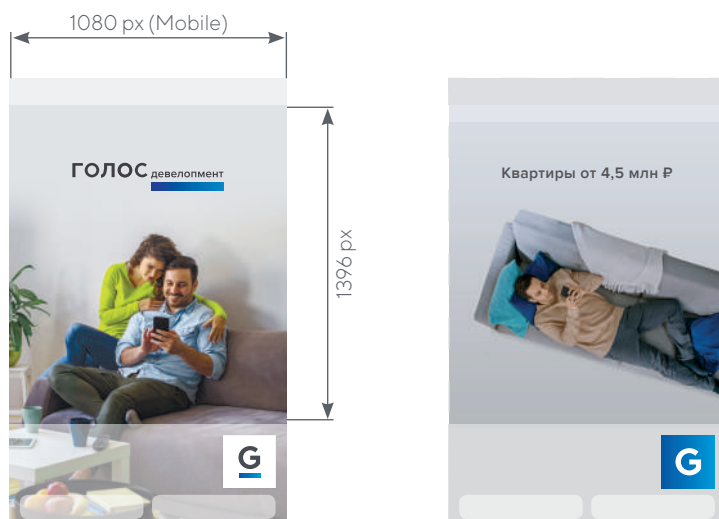 1080 px (Mobile)
ГОЛОС девелопмент
1396 px
G
Квартиры от 4,5 млн ₽
G